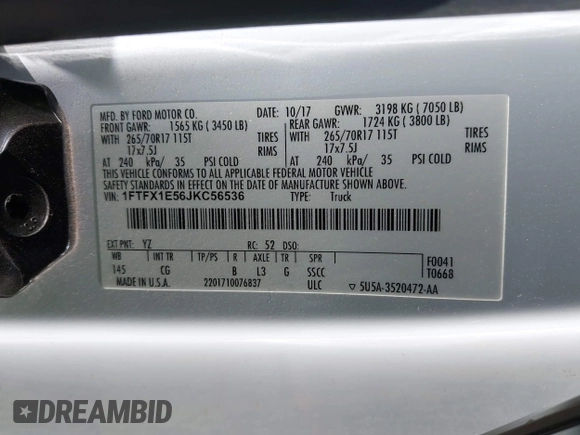 MFD. BY FORD MOTOR CO. DATE: 10/17 GVWR: 3198 KG ( 7050 LB)
FRONT GAWR: 1565 KG ( 3450 LB) REAR GAWR: 1724 KG ( 3800 LB)
WITH 265/70R17 115T TIRES WITH 265/70R17 115T TIRES
17x7.5J RIMS 17x7.5J RIMS
AT 240 kPa/ 35 PSI COLD AT 240 kPa/ 35 PSI COLD
THIS VEHICLE CONFORMS TO ALL APPLICABLE FEDERAL MOTOR VEHICLE
SAFETY AND THEFT PREVENTION STANDARDS IN EFFECT ON THE DATE OF MANUFACTURE SHOWN ABOVE.
VIN: 1FTFX1E56JKC56536 TYPE: Truck
EXT PNT: YZ RC: 52 DSO:
WB INT TR TP/PS R AXLE TR SPR F0041
145 CG B L3 G SSCC T0668
MADE IN U.S.A. 2201710076837 ULC ▽ 5U5A-3520472-AA
DREAMBID